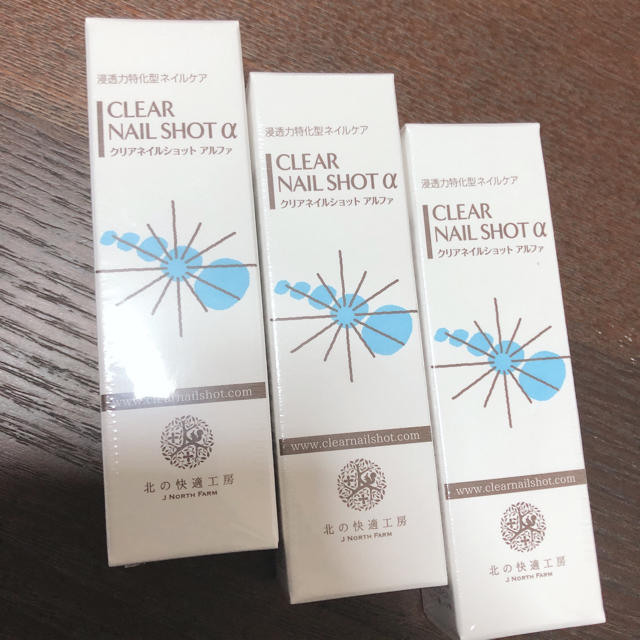 浸透力特化型ネイルケア
CLEAR
NAIL SHOT α
クリアネイルショット アルファ
www.clearnailshot.com
北の快適工房
J NORTH FARM
浸透力特化型ネイルケア
CLEAR
NAIL SHOT α
クリアネイルショット アルファ
www.clearnailshot.com
北の快適工房
J NORTH FARM
浸透力特化型ネイルケア
CLEAR
NAIL SHOT α
クリアネイルショット アルファ
www.clearnailshot.com
北の快適工房
J NORTH FARM